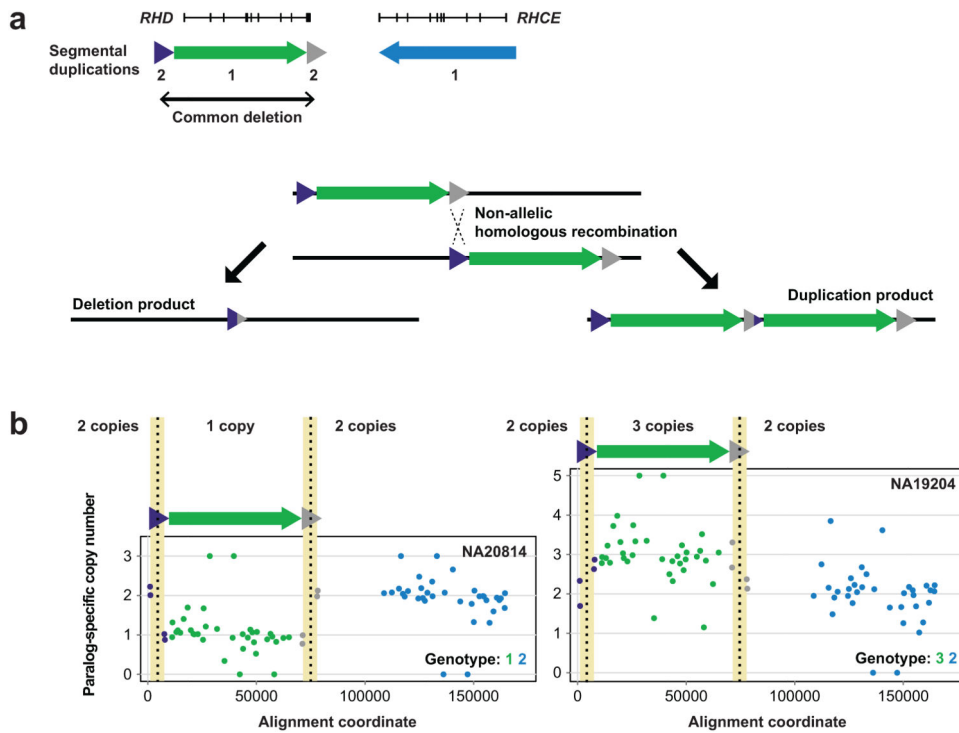 a
RHD
RHCE
Segmental
duplications
2 1 2 1
Common deletion
Non-allelic
homologous recombination
Deletion product
Duplication product
b
2 copies 1 copy 2 copies
2 copies 3 copies 2 copies
Paralog-specific copy number
NA20814
3
2
1
0
Genotype: 1 2
0 50000 100000 150000
Alignment coordinate
NA19204
5
4
3
2
1
0
Genotype: 3 2
0 50000 100000 150000
Alignment coordinate